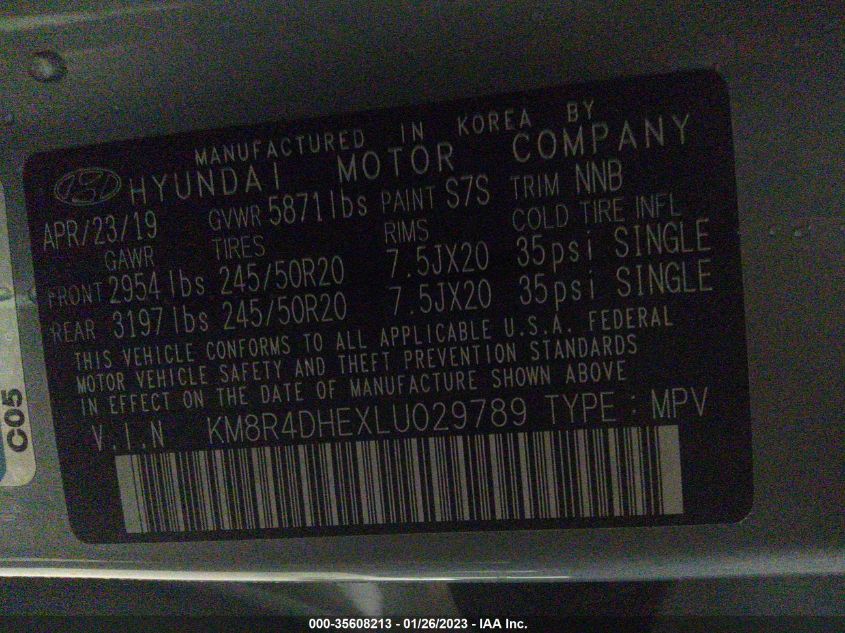 MANUFACTURED IN KOREA BY
HYUNDAI MOTOR COMPANY
APR/23/19 GVWR 5871lbs PAINT S7S TRIM NNB
GAWR TIRES RIMS COLD TIRE INFL
FRONT 2954lbs 245/50R20 7.5JX20 35psi SINGLE
REAR 3197lbs 245/50R20 7.5JX20 35psi SINGLE
THIS VEHICLE CONFORMS TO ALL APPLICABLE U.S.A. FEDERAL
MOTOR VEHICLE SAFETY AND THEFT PREVENTION STANDARDS
IN EFFECT ON THE DATE OF MANUFACTURE SHOWN ABOVE
V.I.N KM8R4DHEXLU029789 TYPE : MPV
C05
000-35608213 - 01/26/2023 - IAA Inc.